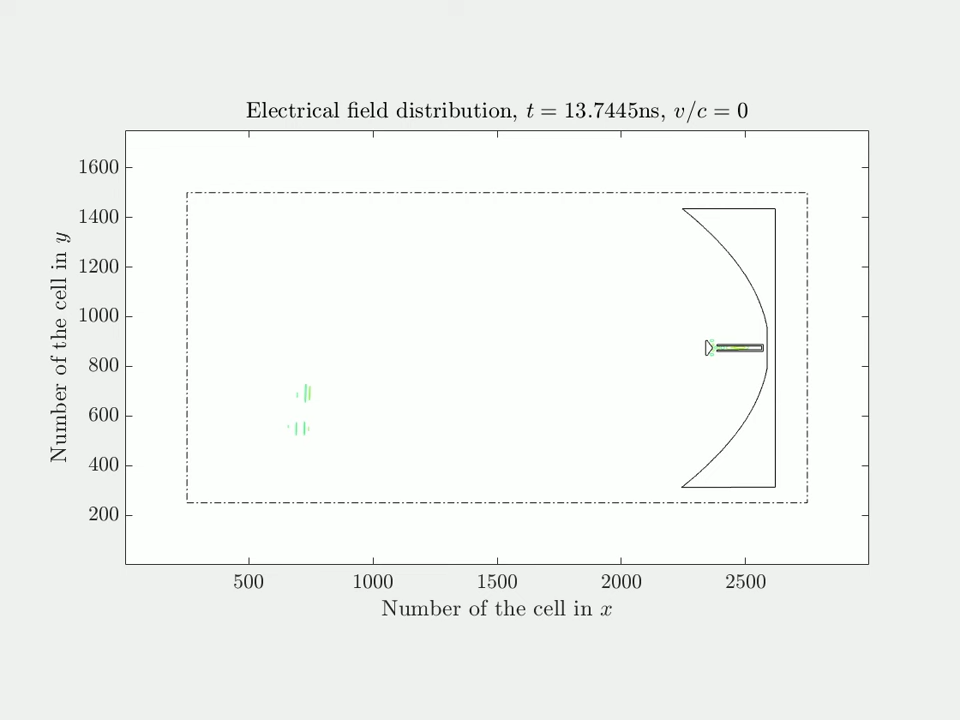 Electrical field distribution, t = 13.7445ns, v/c = 0
1600
1400
1200
1000
800
600
400
200
Number of the cell in y
500 1000 1500 2000 2500
Number of the cell in x